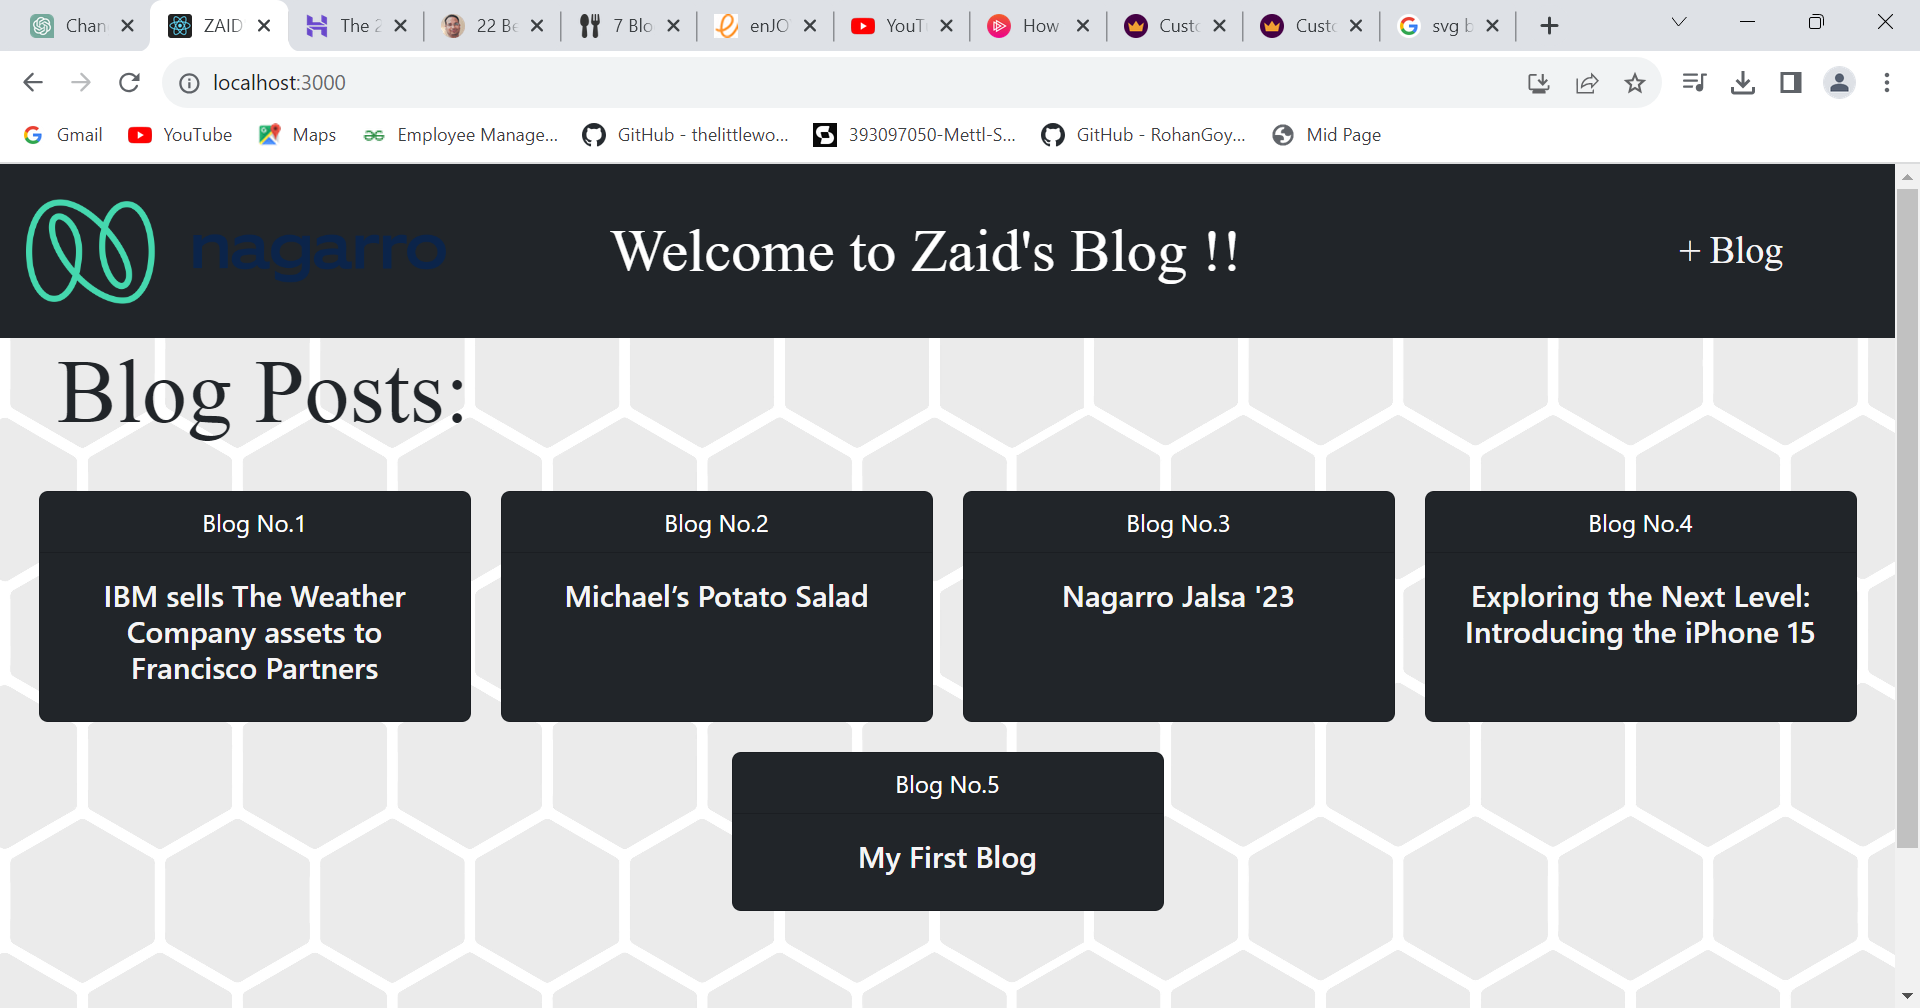 Chan
ZAID
The 2
22 Be
7 Blo
enJO
YouT
How
Custo
Custo
svg b
localhost:3000
Gmail
YouTube
Maps
Employee Manage...
GitHub - thelittlewo...
393097050-Mettl-S...
GitHub - RohanGoy...
Mid Page
nagarro
Welcome to Zaid's Blog !!
+ Blog
Blog Posts:
Blog No.1
IBM sells The Weather
Company assets to
Francisco Partners
Blog No.2
Michael’s Potato Salad
Blog No.3
Nagarro Jalsa '23
Blog No.4
Exploring the Next Level:
Introducing the iPhone 15
Blog No.5
My First Blog